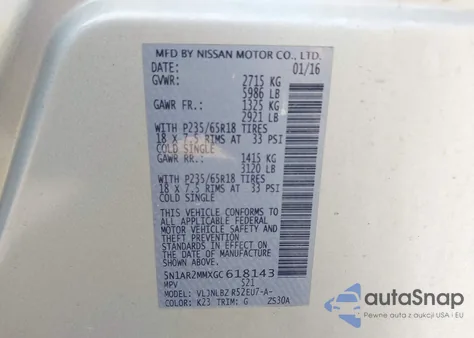 MFD BY NISSAN MOTOR CO., LTD.
DATE: 01/16
GVWR: 2715 KG
5986 LB
GAWR FR.: 1325 KG
2921 LB
WITH P235/65R18 TIRES
18 X 7.5 RIMS AT 33 PSI
COLD SINGLE
GAWR RR.: 1415 KG
3120 LB
WITH P235/65R18 TIRES
18 X 7.5 RIMS AT 33 PSI
COLD SINGLE
THIS VEHICLE CONFORMS TO
ALL APPLICABLE FEDERAL
MOTOR VEHICLE SAFETY AND
THEFT PREVENTION STANDARDS
IN EFFECT ON THE DATE OF
MANUFACTURE SHOWN ABOVE.
5N1AR2MMXGC618143
MPV S21
MODEL: VLJNLBZ R52EU7-A-
COLOR: K23 TRIM: G ZS30A
autoSnap
Pewne auta z aukcji USA i EU